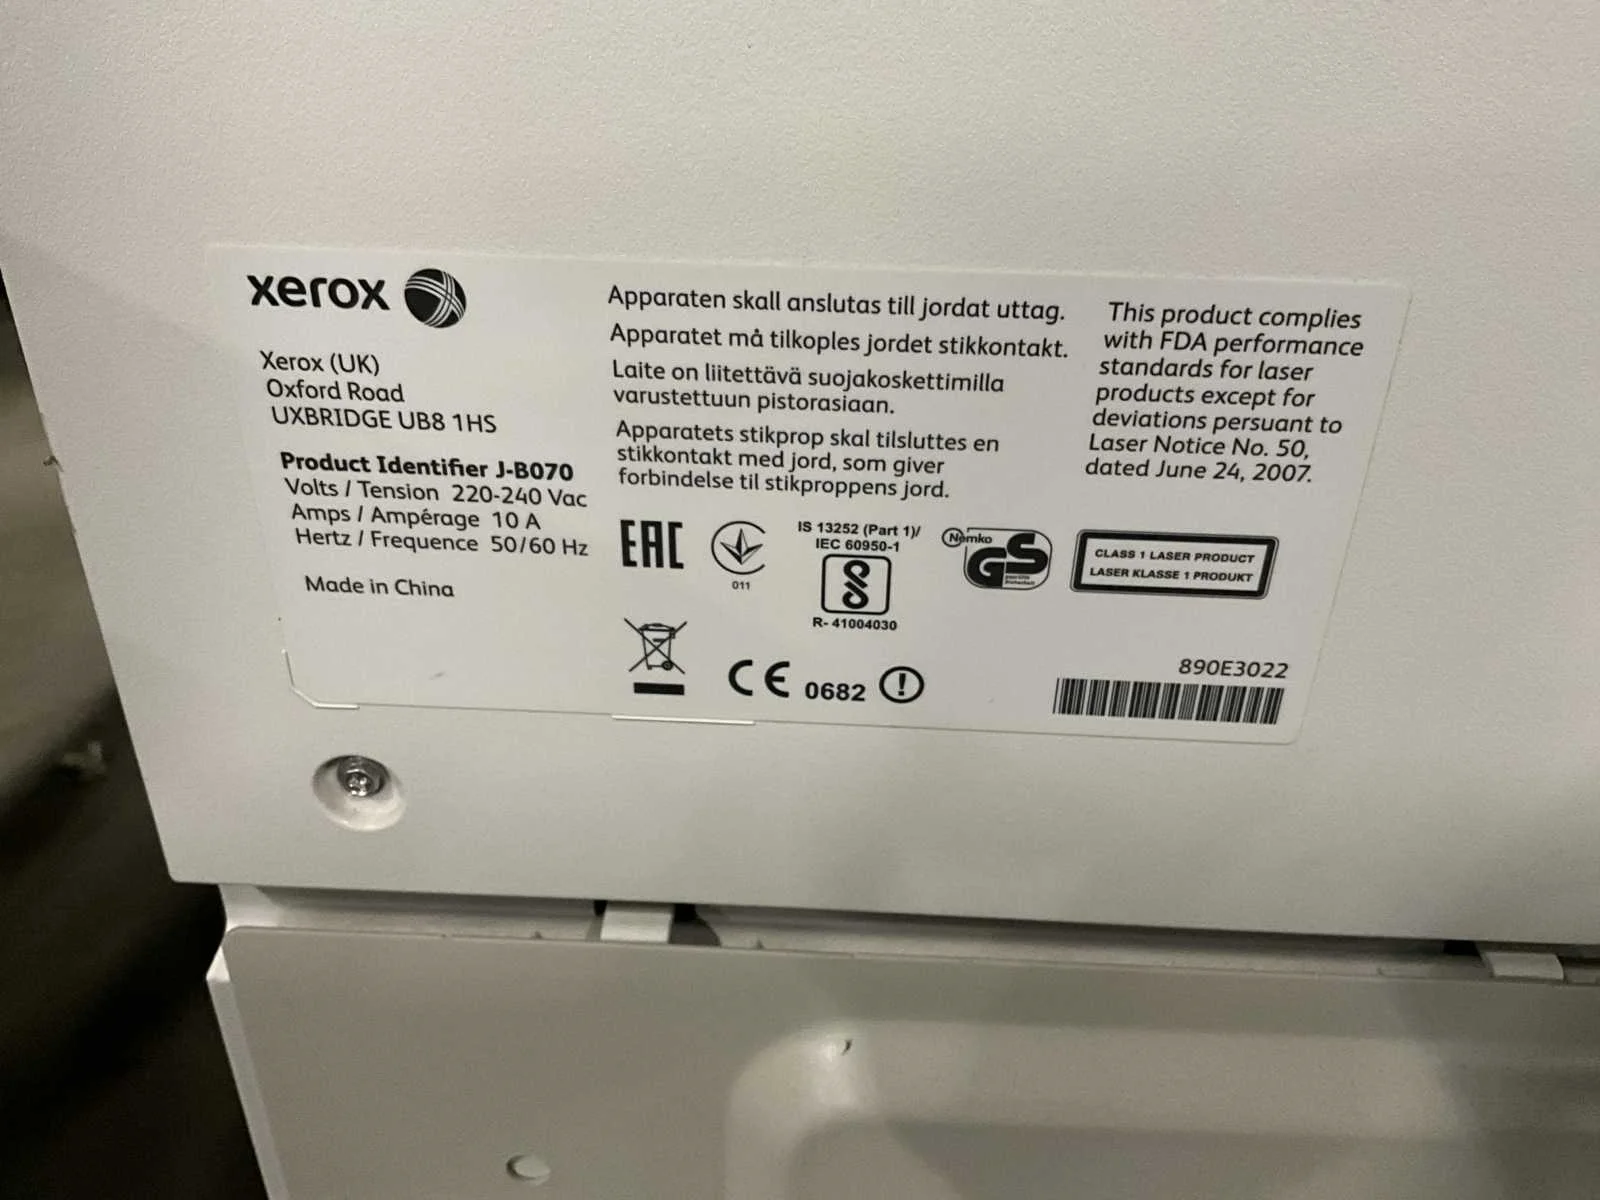 xerox
Xerox (UK)
Oxford Road
UXBRIDGE UB8 1HS
Product Identifier J-B070
Volts / Tension 220-240 Vac
Amps / Ampérage 10 A
Hertz / Frequence 50/60 Hz
Made in China
Apparaten skall anslutas till jordat uttag.
Apparatet må tilkoples jordet stikkontakt.
Laite on liitettävä suojakoskettimilla
varustettuun pistorasiaan.
Apparatets stikprop skal tilsluttes en
stikkontakt med jord, som giver
forbindelse til stikproppens jord.
This product complies
with FDA performance
standards for laser
products except for
deviations persuant to
Laser Notice No. 50,
dated June 24, 2007.
EAC
011
IS 13252 (Part 1)/
IEC 60950-1
R- 41004030
Nemko
GS
CLASS 1 LASER PRODUCT
LASER KLASSE 1 PRODUKT
CE 0682
890E3022